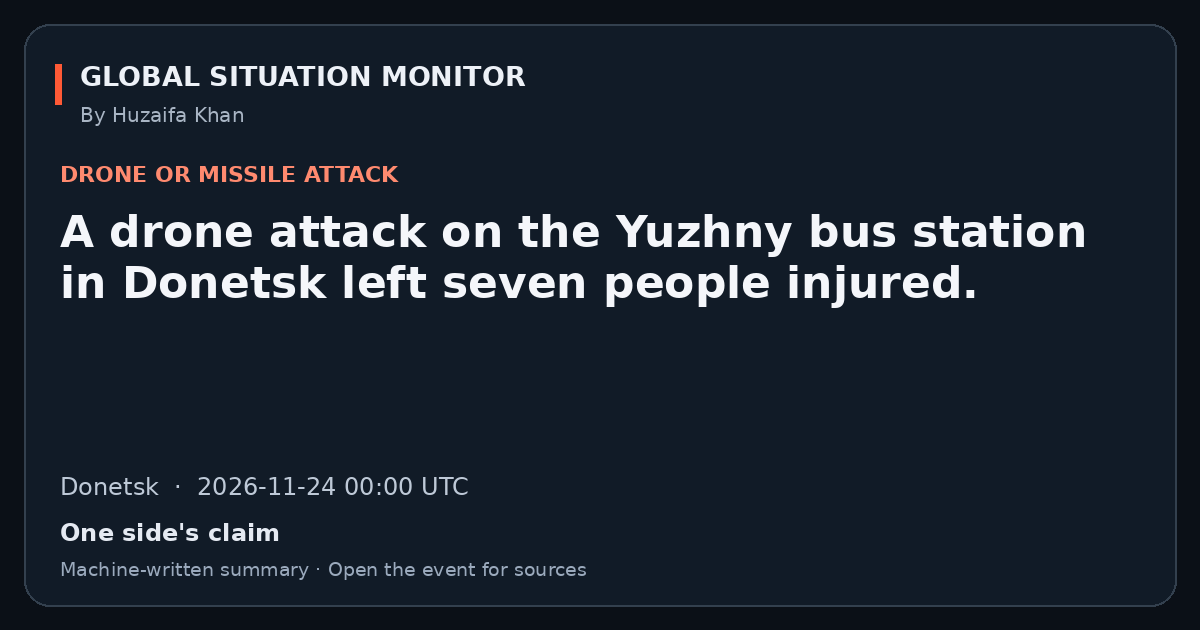 GLOBAL SITUATION MONITOR
By Huzaifa Khan
DRONE OR MISSILE ATTACK
A drone attack on the Yuzhny bus station
in Donetsk left seven people injured.
Donetsk · 2026-11-24 00:00 UTC
One side's claim
Machine-written summary · Open the event for sources